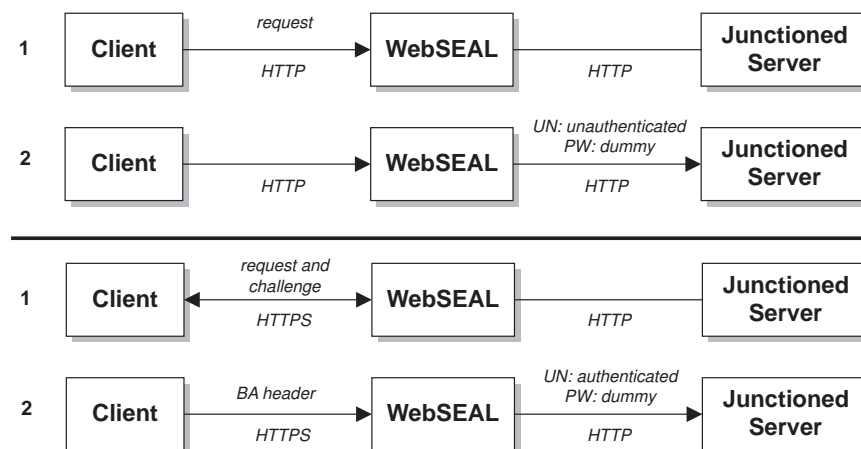 request
1 Client WebSEAL Junctioned
Server
HTTP HTTP
UN: unauthenticated
PW: dummy
2 Client WebSEAL Junctioned
Server
HTTP HTTP
request and
challenge
1 Client WebSEAL Junctioned
Server
HTTPS HTTP
UN: authenticated
PW: dummy
BA header
2 Client WebSEAL Junctioned
Server
HTTPS HTTP